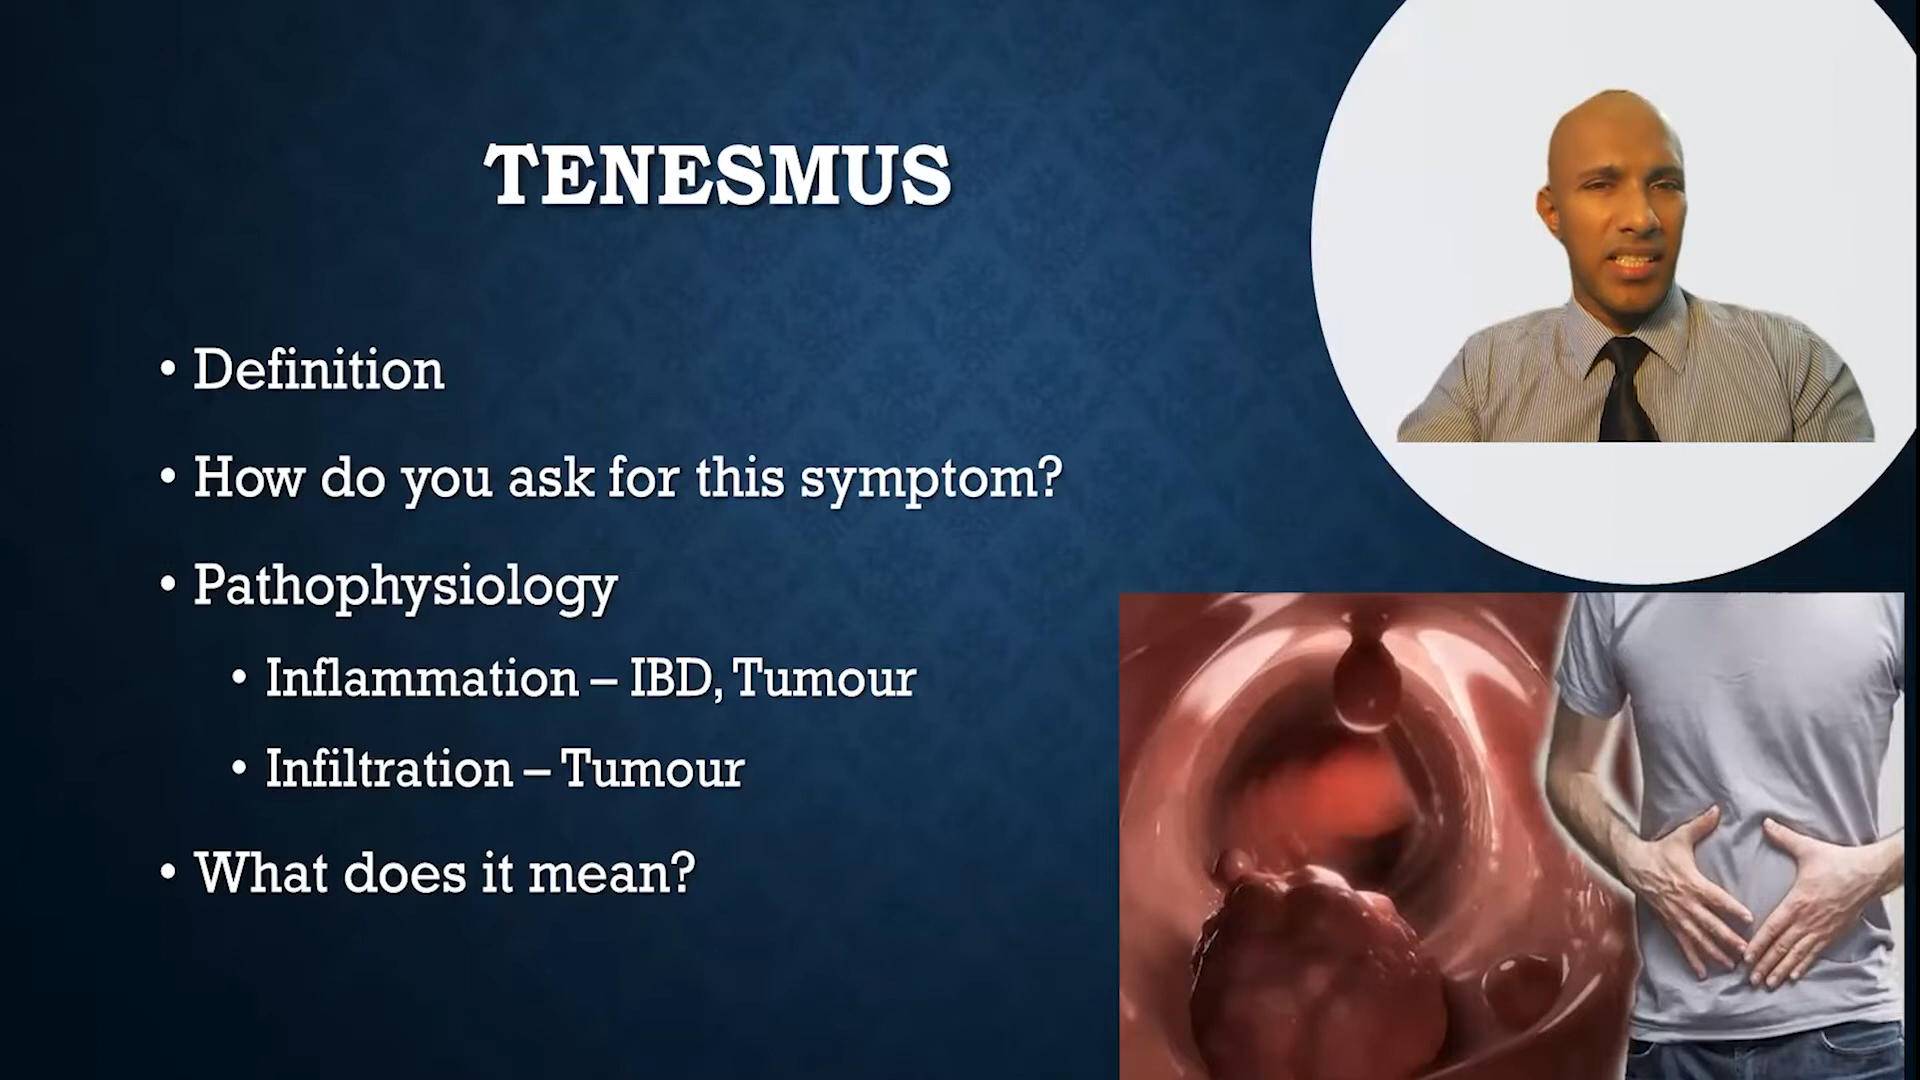 TENESMUS
• Definition
• How do you ask for this symptom?
• Pathophysiology
• Inflammation – IBD, Tumour
• Infiltration – Tumour
• What does it mean?